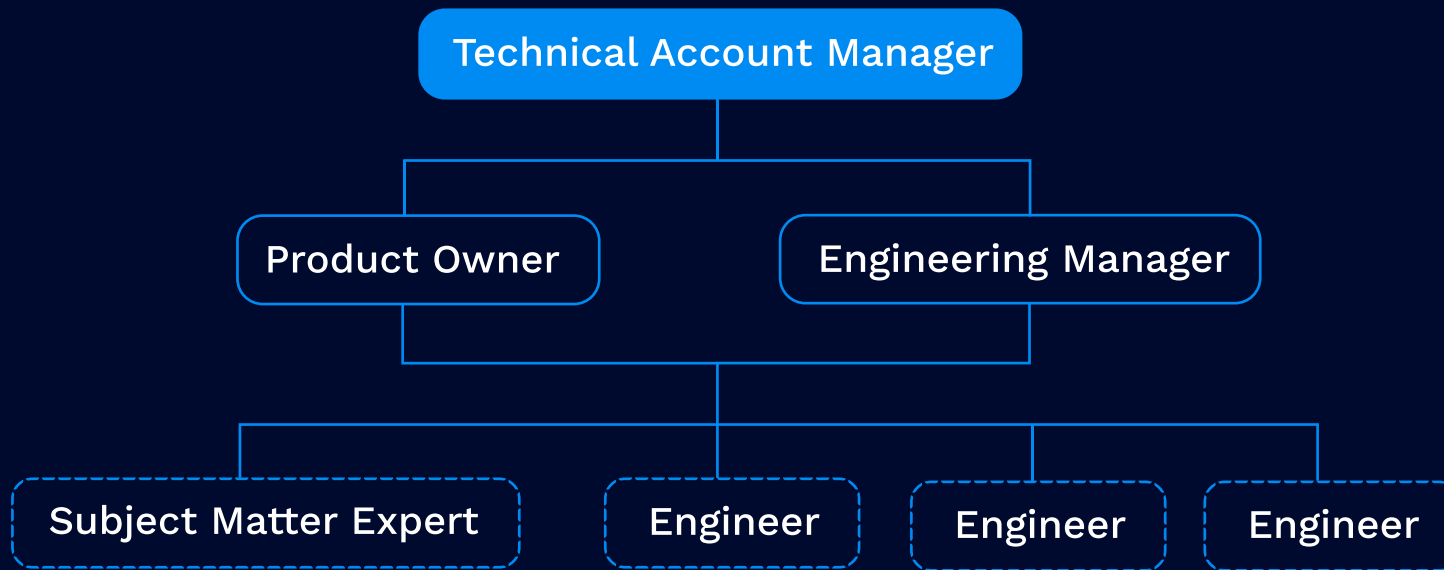 Technical Account Manager
Product Owner
Engineering Manager
Subject Matter Expert
Engineer
Engineer
Engineer